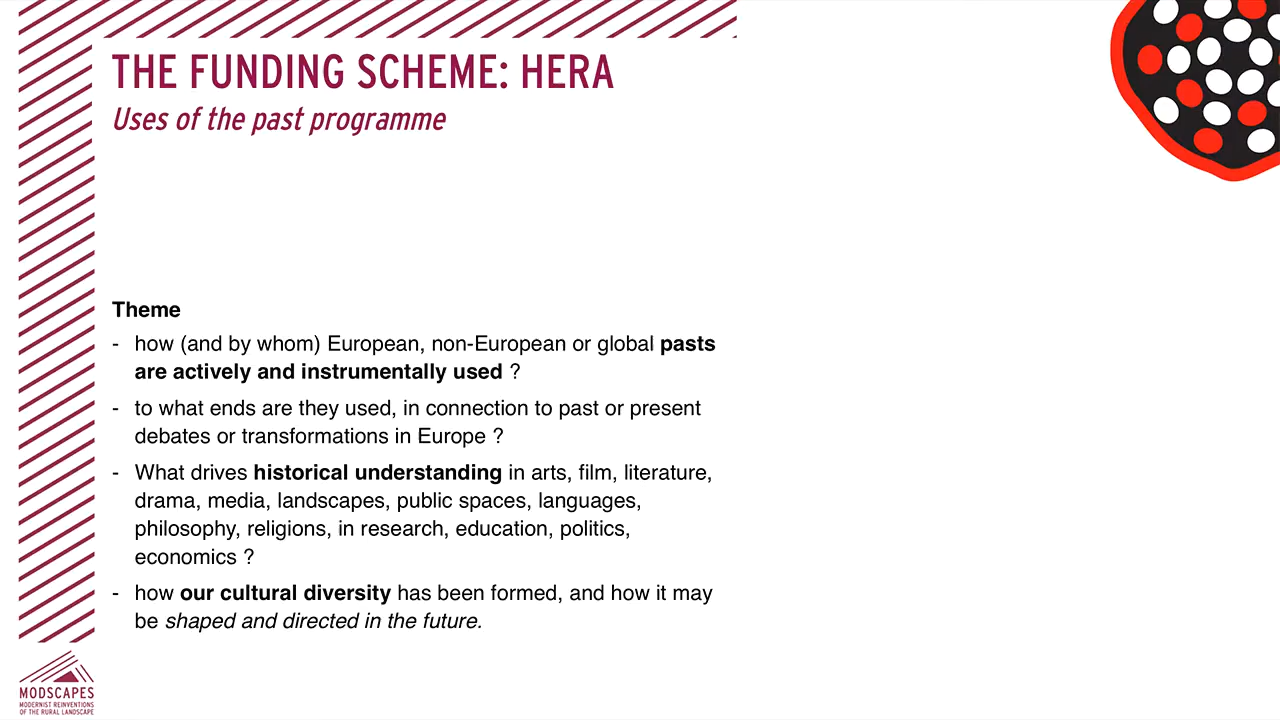 THE FUNDING SCHEME: HERA
Uses of the past programme
Theme
- how (and by whom) European, non-European or global pasts
are actively and instrumentally used ?
- to what ends are they used, in connection to past or present
debates or transformations in Europe ?
- What drives historical understanding in arts, film, literature,
drama, media, landscapes, public spaces, languages,
philosophy, religions, in research, education, politics,
economics ?
- how our cultural diversity has been formed, and how it may
be shaped and directed in the future.
MODSCAPES
MODERNIST REINVENTIONS
OF THE RURAL LANDSCAPE